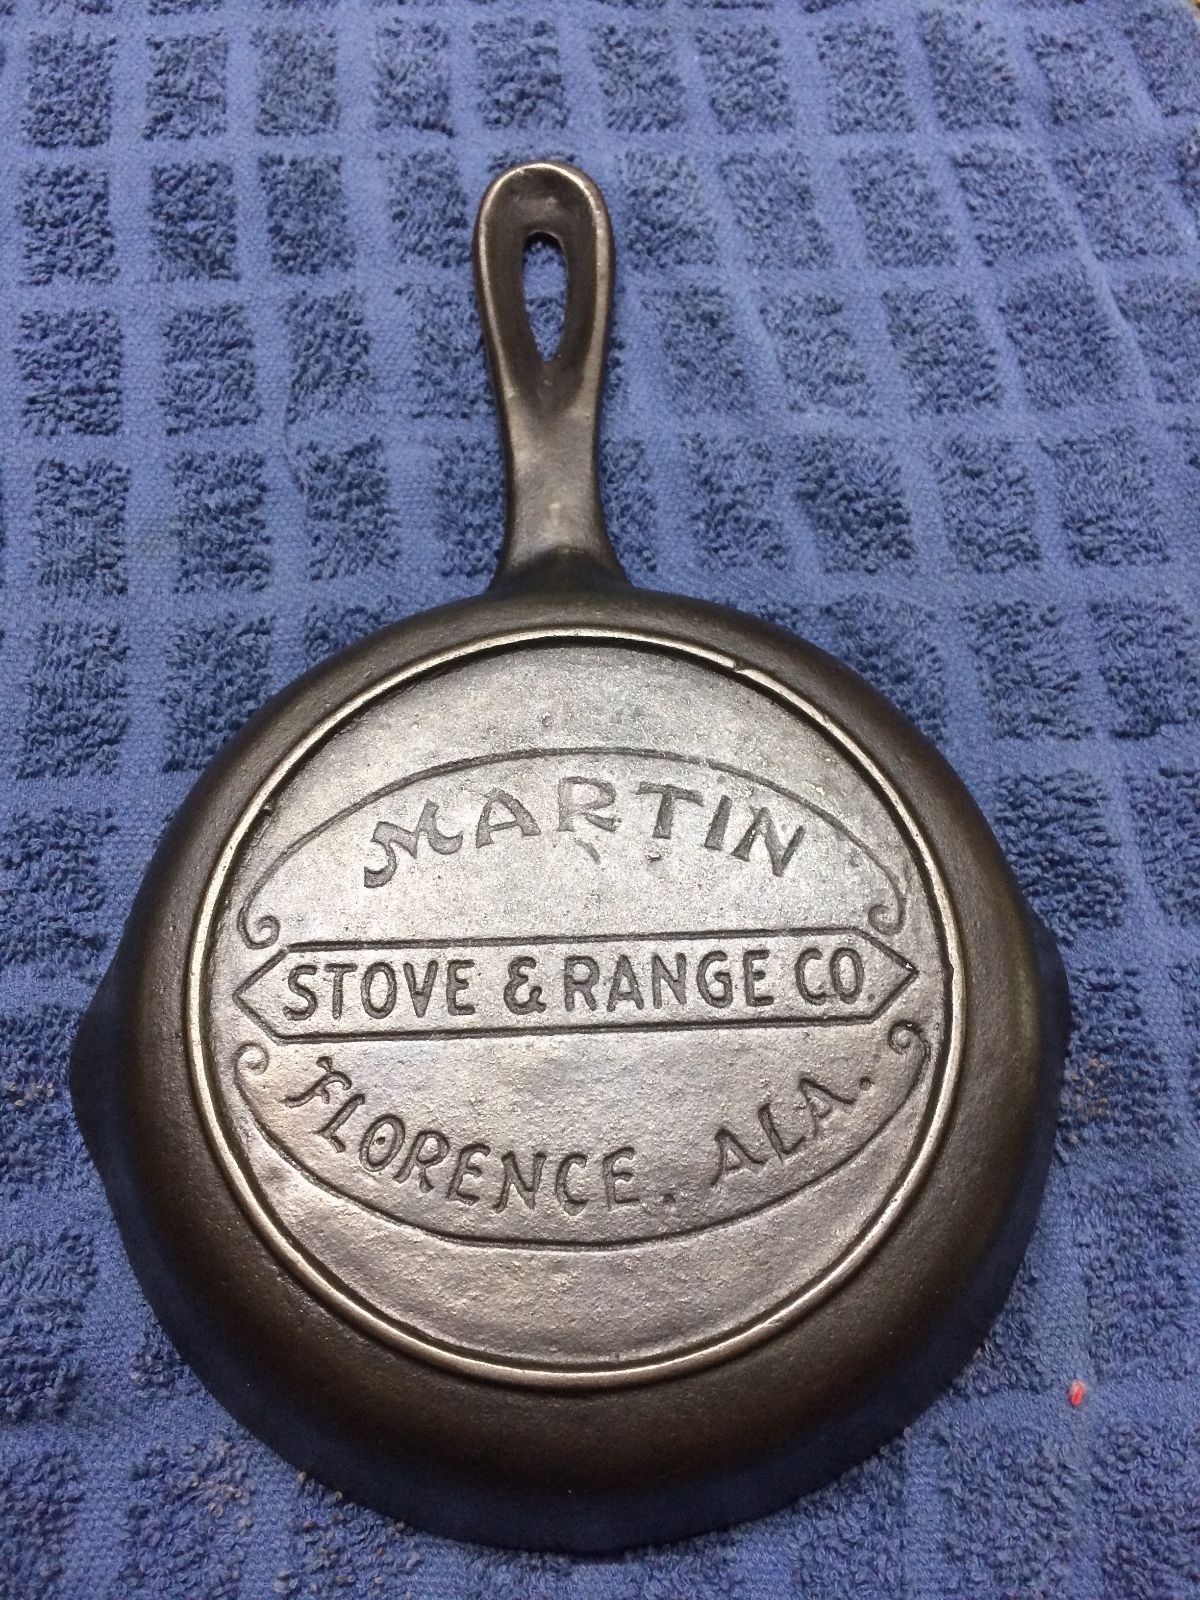 MARTIN
STOVE & RANGE CO.
FLORENCE. ALA.